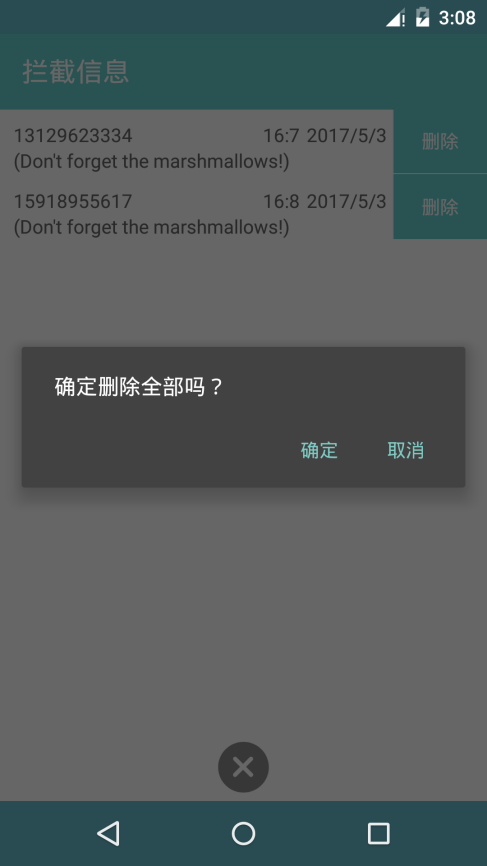 3:08
拦截信息
13129623334 16:7 2017/5/3 删除
(Don't forget the marshmallows!)
15918955617 16:8 2017/5/3 删除
(Don't forget the marshmallows!)
确定删除全部吗？
确定 取消